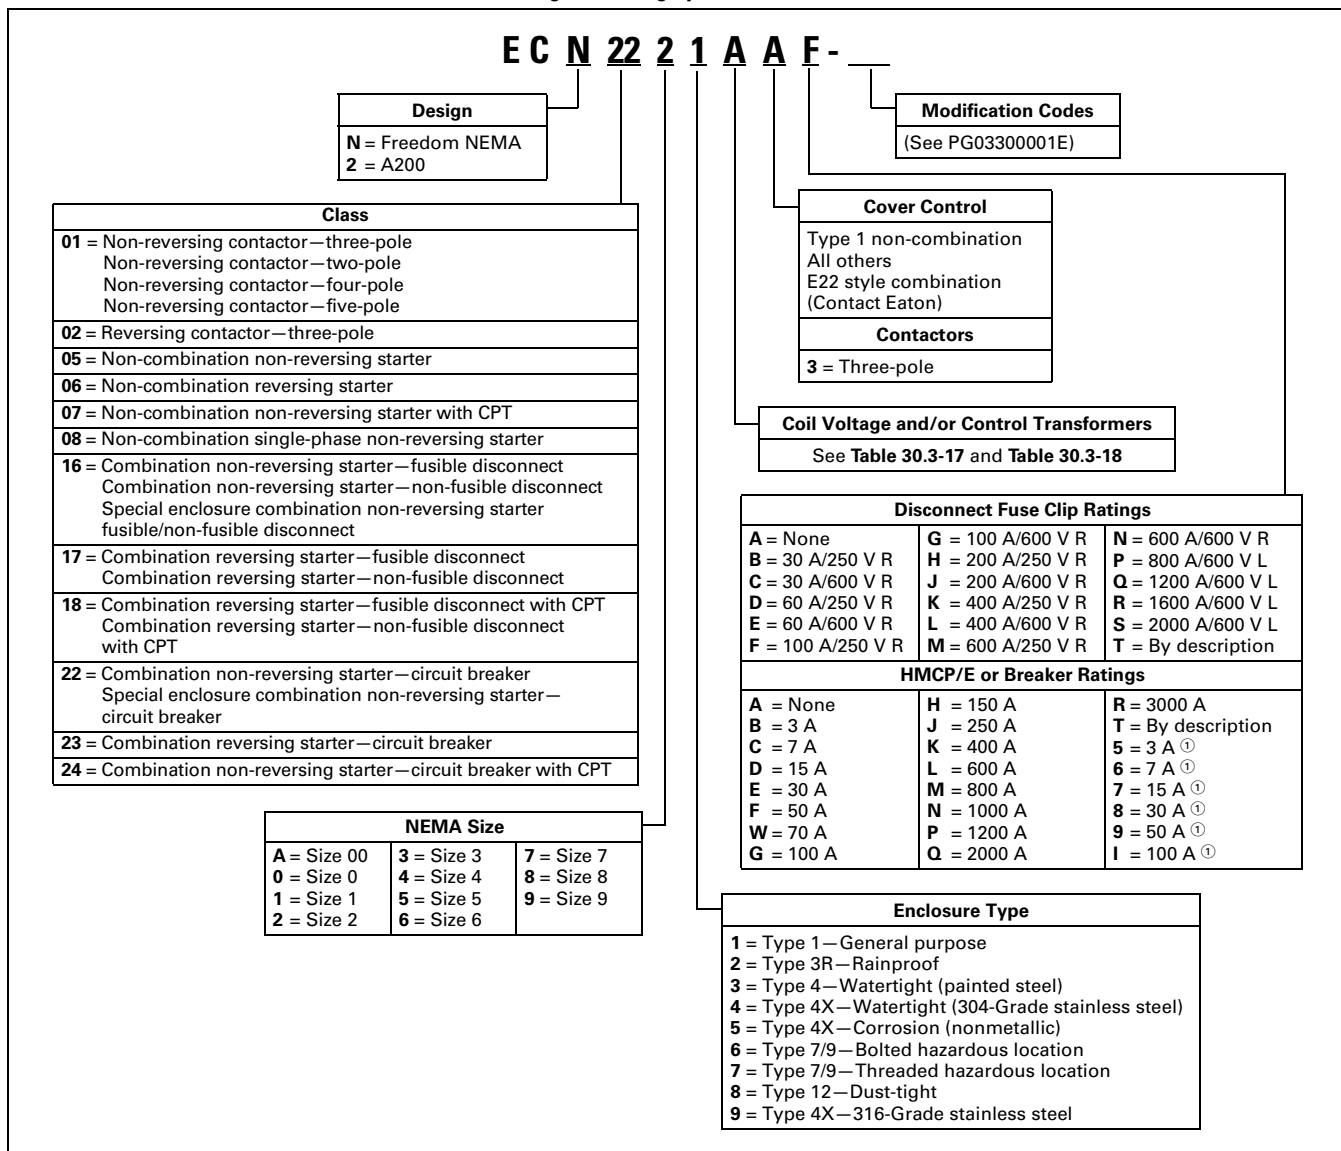 E C N 22 2 1 A A F - ___
Design
N = Freedom NEMA
2 = A200
Modification Codes
(See PG03300001E)
Class
01 = Non-reversing contactor—three-pole
Non-reversing contactor—two-pole
Non-reversing contactor—four-pole
Non-reversing contactor—five-pole
02 = Reversing contactor—three-pole
05 = Non-combination non-reversing starter
06 = Non-combination reversing starter
07 = Non-combination non-reversing starter with CPT
08 = Non-combination single-phase non-reversing starter
16 = Combination non-reversing starter—fusible disconnect
Combination non-reversing starter—non-fusible disconnect
Special enclosure combination non-reversing starter
fusible/non-fusible disconnect
17 = Combination reversing starter—fusible disconnect
Combination reversing starter—non-fusible disconnect
18 = Combination reversing starter—fusible disconnect with CPT
Combination reversing starter—non-fusible disconnect
with CPT
22 = Combination non-reversing starter—circuit breaker
Special enclosure combination non-reversing starter—
circuit breaker
23 = Combination reversing starter—circuit breaker
24 = Combination non-reversing starter—circuit breaker with CPT
Cover Control
Type 1 non-combination
All others
E22 style combination
(Contact Eaton)
Contactors
3 = Three-pole
Coil Voltage and/or Control Transformers
See Table 30.3-17 and Table 30.3-18
Disconnect Fuse Clip Ratings
A = None G = 100 A/600 V R N = 600 A/600 V R
B = 30 A/250 V R H = 200 A/250 V R P = 800 A/600 V L
C = 30 A/600 V R J = 200 A/600 V R Q = 1200 A/600 V L
D = 60 A/250 V R K = 400 A/250 V R R = 1600 A/600 V L
E = 60 A/600 V R L = 400 A/600 V R S = 2000 A/600 V L
F = 100 A/250 V R M = 600 A/250 V R T = By description
HMCP/E or Breaker Ratings
A = None H = 150 A R = 3000 A
B = 3 A J = 250 A T = By description
C = 7 A K = 400 A 5 = 3 A ①
D = 15 A L = 600 A 6 = 7 A ①
E = 30 A M = 800 A 7 = 15 A ①
F = 50 A N = 1000 A 8 = 30 A ①
W = 70 A P = 1200 A 9 = 50 A ①
G = 100 A Q = 2000 A I = 100 A ①
NEMA Size
A = Size 00 3 = Size 3 7 = Size 7
0 = Size 0 4 = Size 4 8 = Size 8
1 = Size 1 5 = Size 5 9 = Size 9
2 = Size 2 6 = Size 6
Enclosure Type
1 = Type 1—General purpose
2 = Type 3R—Rainproof
3 = Type 4—Watertight (painted steel)
4 = Type 4X—Watertight (304-Grade stainless steel)
5 = Type 4X—Corrosion (nonmetallic)
6 = Type 7/9—Bolted hazardous location
7 = Type 7/9—Threaded hazardous location
8 = Type 12—Dust-tight
9 = Type 4X—316-Grade stainless steel